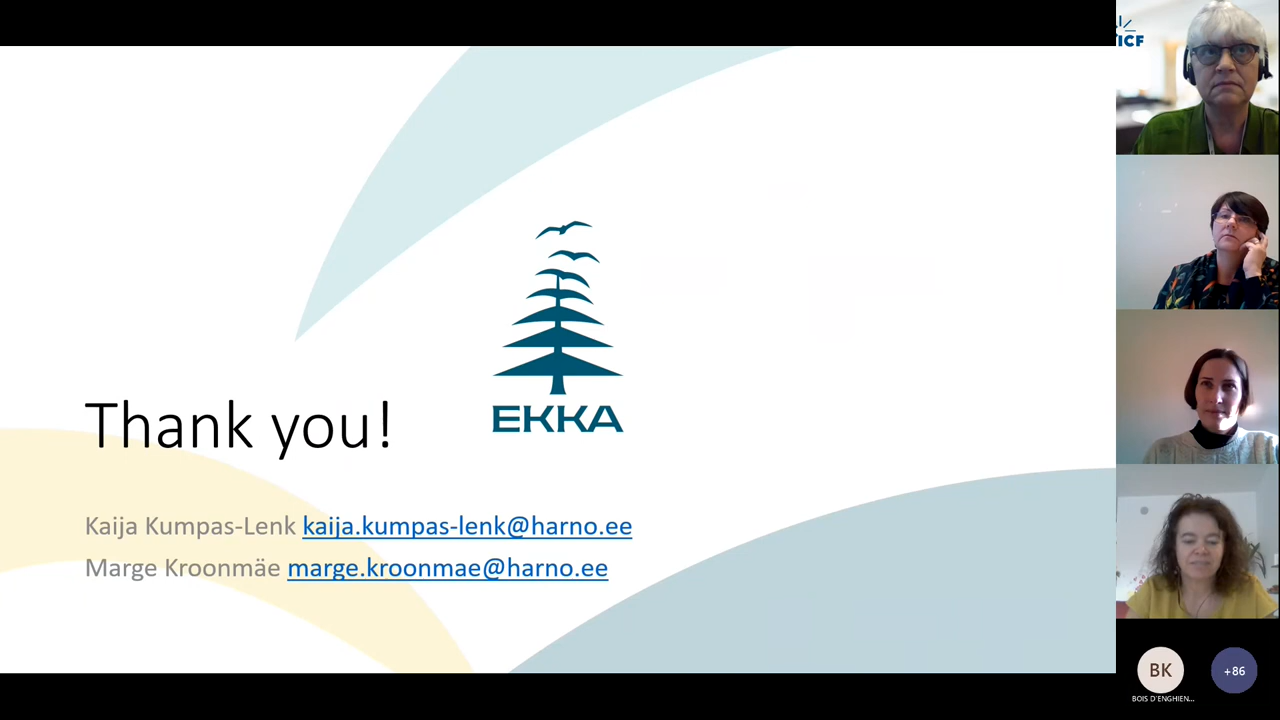 ICF
EKKA
Thank you!
Kaija Kumpas-Lenk kaija.kumpas-lenk@harno.ee
Marge Kroonmäe marge.kroonmae@harno.ee
BK
+86
BOIS D'ENGHIEN...